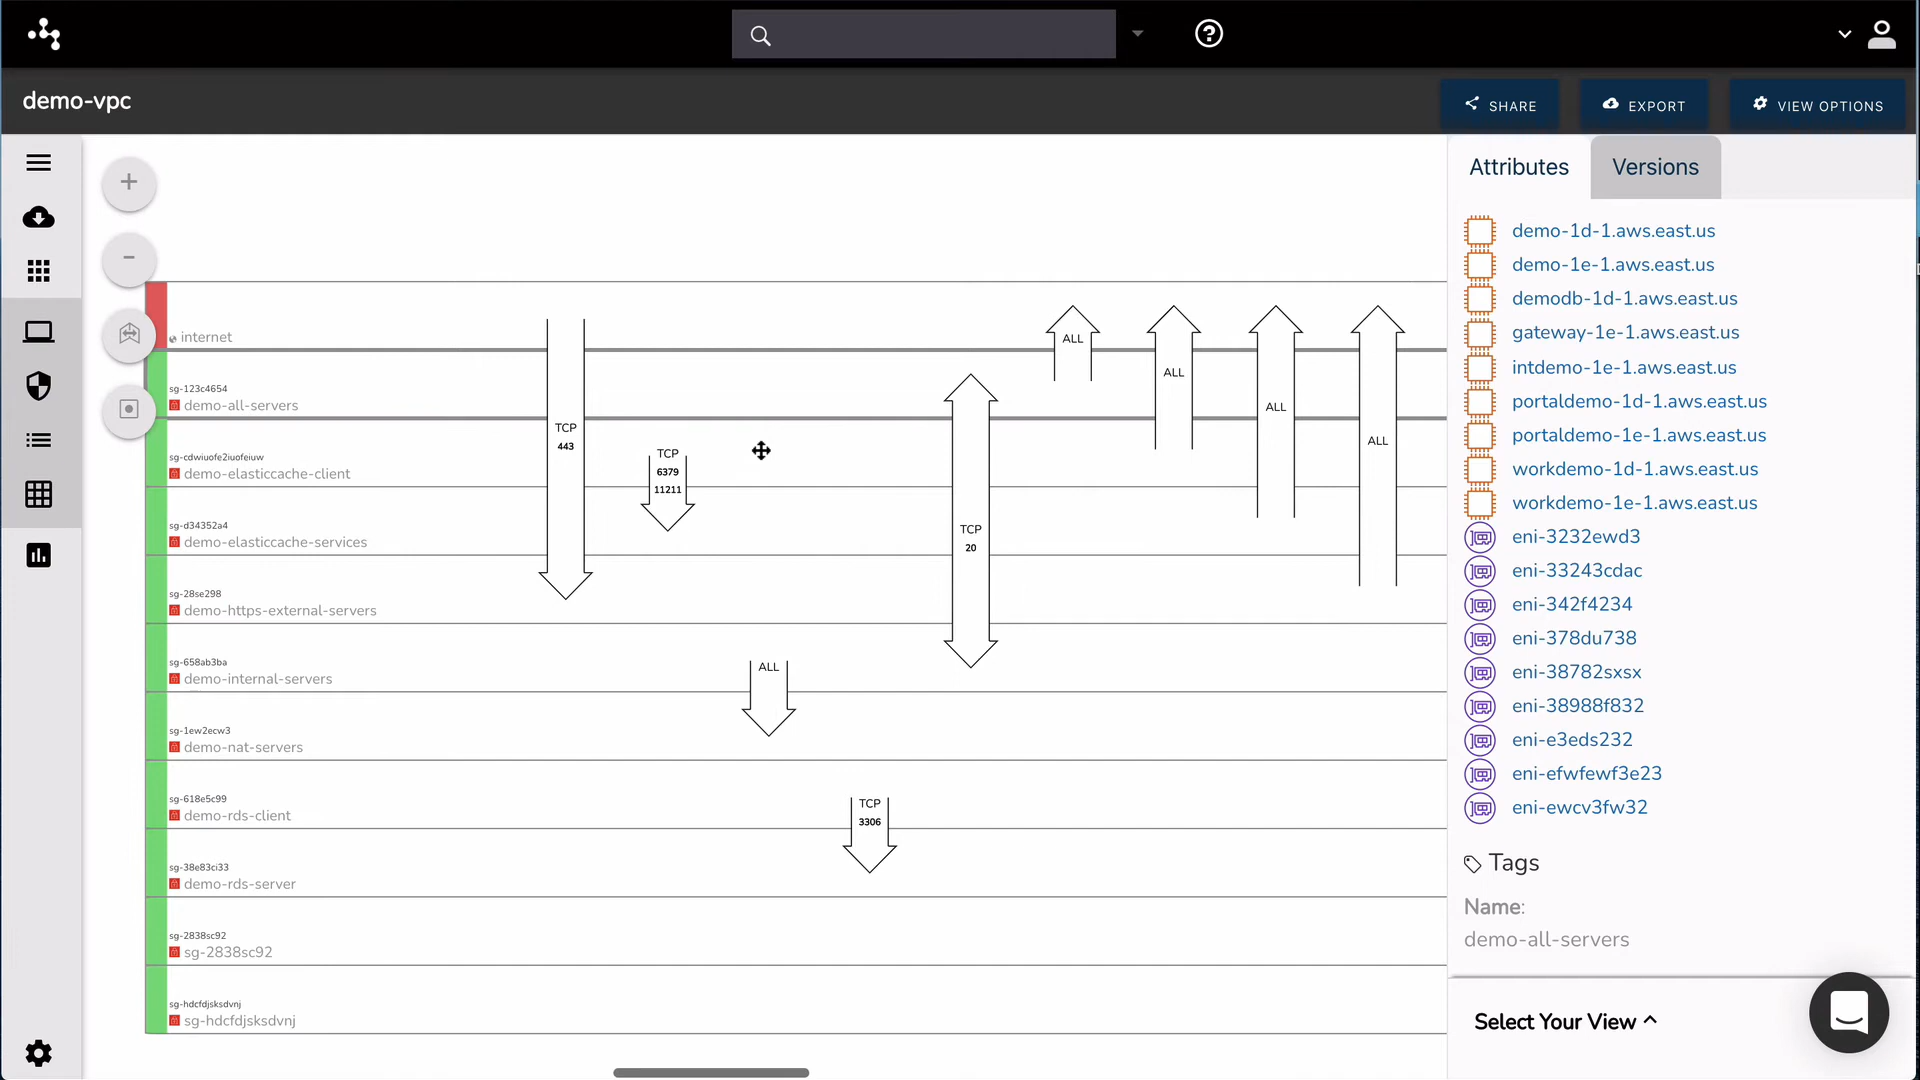 demo-vpc
SHARE
EXPORT
VIEW OPTIONS
Attributes
Versions
internet
sg-123c4654
demo-all-servers
sg-cdwiuofe2iuofeiuw
demo-elasticcache-client
sg-d34352a4
demo-elasticcache-services
sg-28se298
demo-https-external-servers
sg-658ab3ba
demo-internal-servers
sg-1ew2ecw3
demo-nat-servers
sg-618e5c99
demo-rds-client
sg-38e83ci33
demo-rds-server
sg-2838sc92
sg-2838sc92
sg-hdcfdjsksdvnj
sg-hdcfdjsksdvnj
TCP
443
TCP
6379
11211
ALL
TCP
3306
TCP
20
ALL
ALL
ALL
ALL
demo-1d-1.aws.east.us
demo-1e-1.aws.east.us
demodb-1d-1.aws.east.us
gateway-1e-1.aws.east.us
intdemo-1e-1.aws.east.us
portaldemo-1d-1.aws.east.us
portaldemo-1e-1.aws.east.us
workdemo-1d-1.aws.east.us
workdemo-1e-1.aws.east.us
eni-3232ewd3
eni-33243cdac
eni-342f4234
eni-378du738
eni-38782sxsx
eni-38988f832
eni-e3eds232
eni-efwfewf3e23
eni-ewcv3fw32
Tags
Name:
demo-all-servers
Select Your View